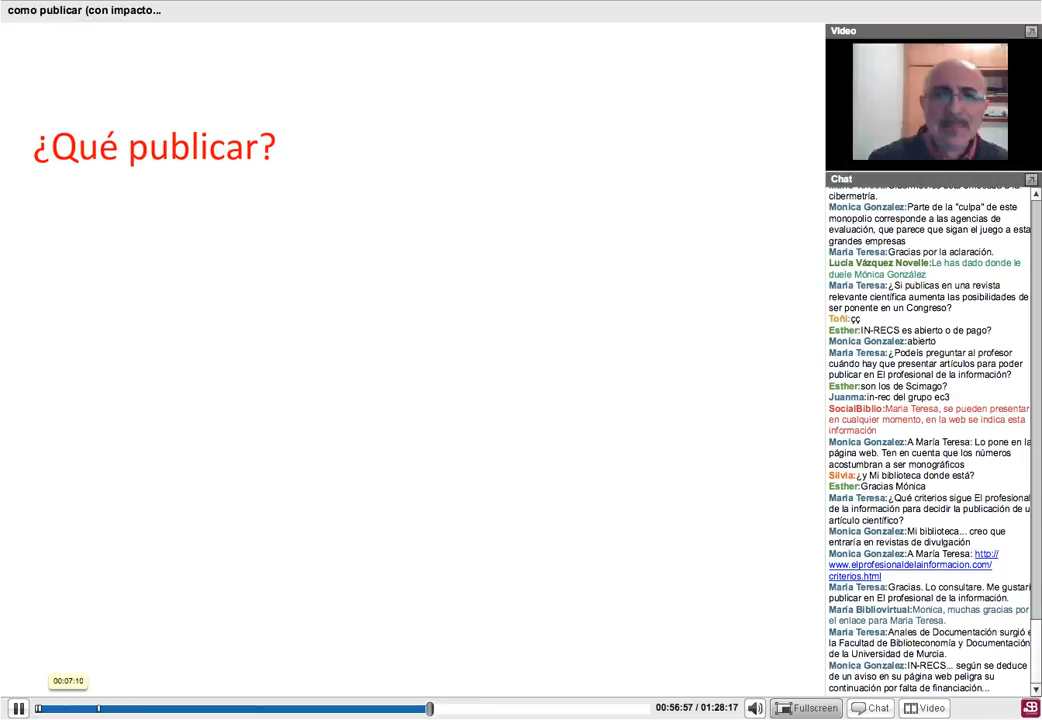 como publicar (con impacto...
¿Qué publicar?
Video
Chat
cibermetría.
Monica Gonzalez:Parte de la "culpa" de este
monopolio corresponde a las agencias de
evaluación, que parece que sigan el juego a esta
grandes empresas
Maria Teresa:Gracias por la aclaración.
Lucía Vázquez Novelle:Le has dado donde le
duele Mónica González
Maria Teresa:¿Si publicas en una revista
relevante científica aumenta las posibilidades de
ser ponente en un Congreso?
Toñi:çç
Esther:IN-RECS es abierto o de pago?
Monica Gonzalez:abierto
Maria Teresa:¿Podeís preguntar al profesor
cuándo hay que presentar artículos para poder
publicar en El profesional de la información?
Esther:son los de Scimago?
Juanma:in-rec del grupo ec3
SocialBiblio:Maria Teresa, se pueden presentar
en cualquier momento, en la web se indica esta
información
Monica Gonzalez:A María Teresa: Lo pone en la
página web. Ten en cuenta que los números
acostumbran a ser monográficos
Silvia:¿y Mi biblioteca donde está?
Esther:Gracias Mónica
Maria Teresa:¿Qué criterios sigue El profesional
de la información para decidir la publicación de u
artículo científico?
Monica Gonzalez:Mi biblioteca... creo que
entraría en revistas de divulgación
Monica Gonzalez:A María Teresa: http://
www.elprofesionaldelainformacion.com/
criterios.html
Maria Teresa:Gracias. Lo consultare. Me gustarí
publicar en El profesional de la información.
Maria Bibliovirtual:Monica, muchas gracias por
el enlace para Maria Teresa.
Maria Teresa:Anales de Documentación surgió e
la Facultad de Biblioteconomía y Documentación
de la Universidad de Murcia.
Monica Gonzalez:IN-RECS... según se deduce
de un aviso en su página web peligra su
continuación por falta de financiación...
00:07:10
00:56:57 / 01:28:17
Fullscreen
Chat
Video
SB